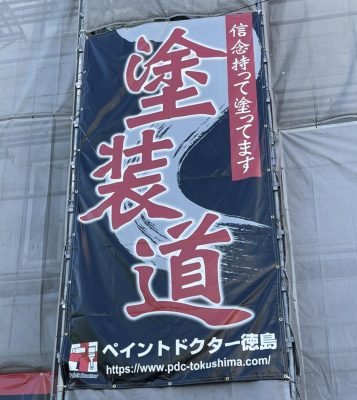 信念持って塗ってます
塗装道
ペイントドクター徳島
https://www.pdc-tokushima.com/